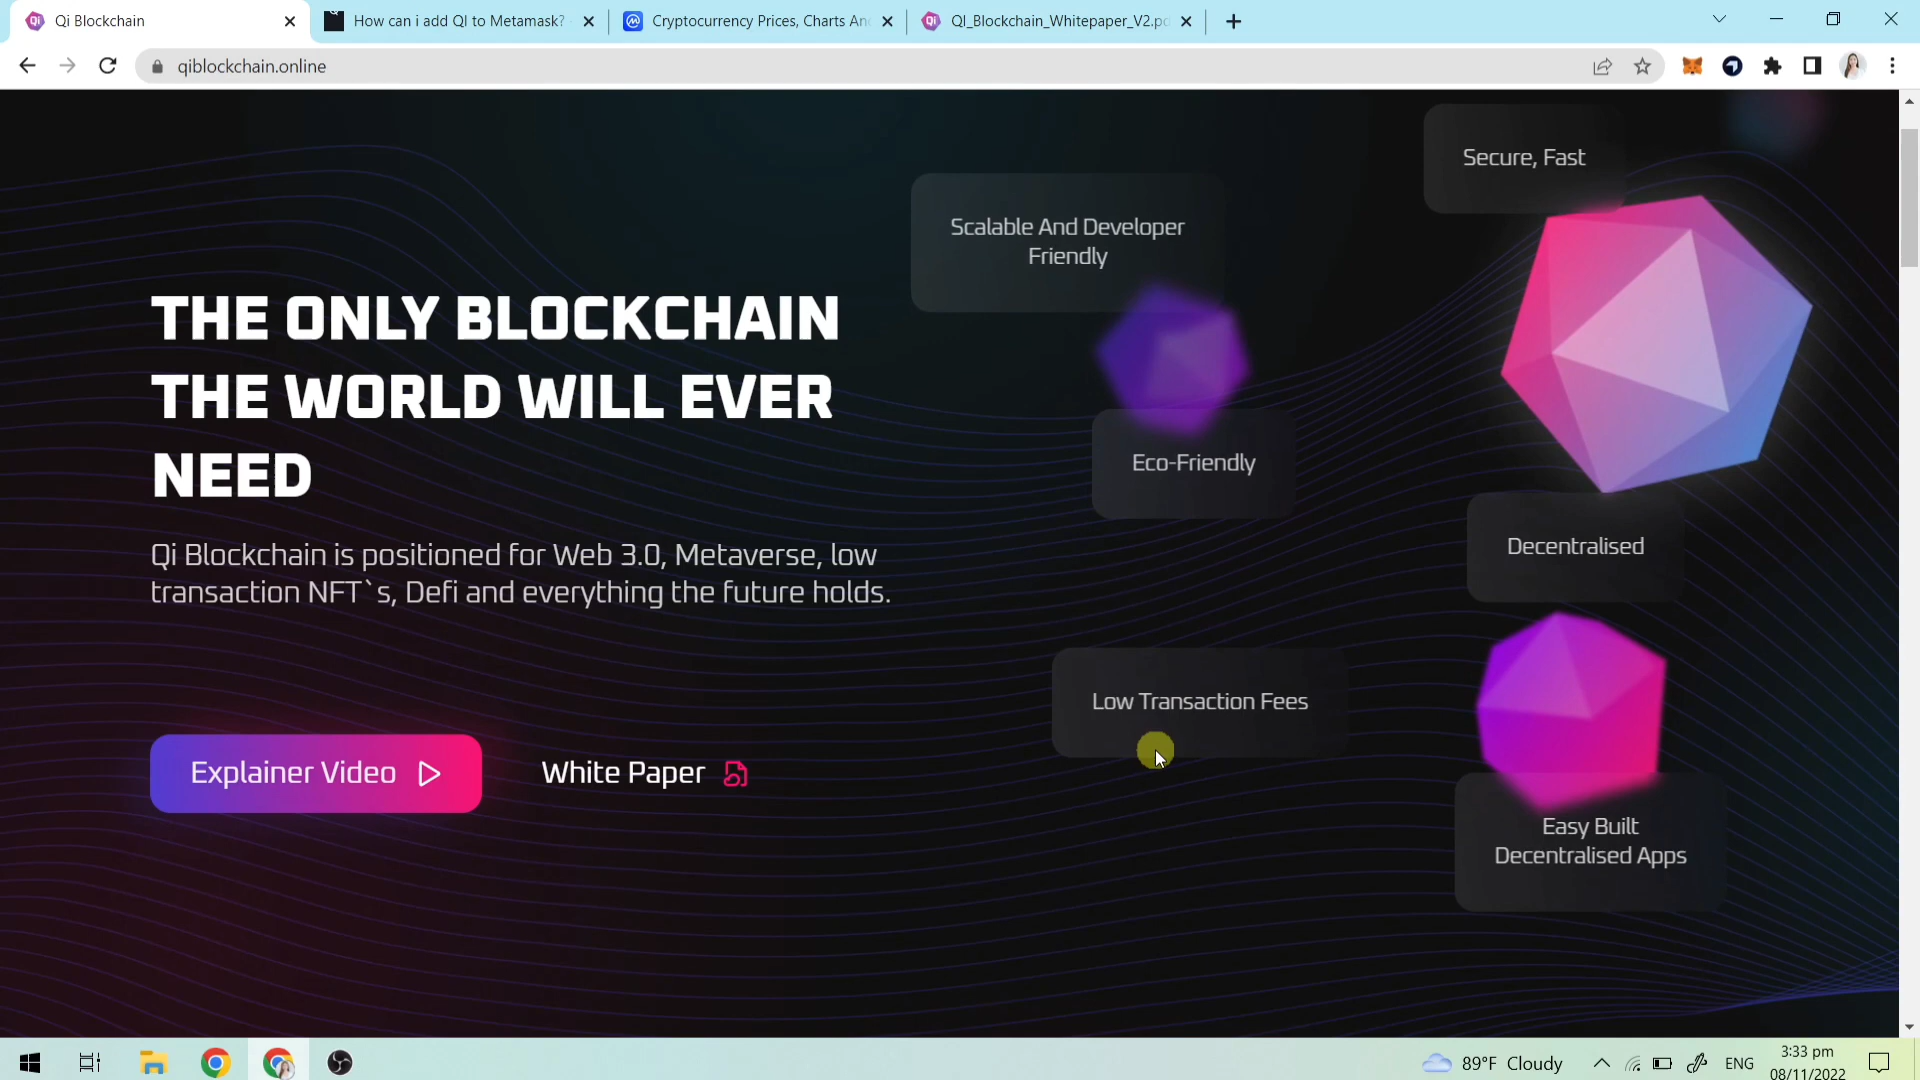 Qi Blockchain
How can i add QI to Metamask?
Cryptocurrency Prices, Charts An
QI_Blockchain_Whitepaper_V2.pd
qiblockchain.online
Secure, Fast
Scalable And Developer
Friendly
THE ONLY BLOCKCHAIN
THE WORLD WILL EVER
NEED
Eco-Friendly
Decentralised
Qi Blockchain is positioned for Web 3.0, Metaverse, low
transaction NFT`s, Defi and everything the future holds.
Low Transaction Fees
Explainer Video
White Paper
Easy Built
Decentralised Apps
89°F Cloudy
ENG
3:33 pm
08/11/2022